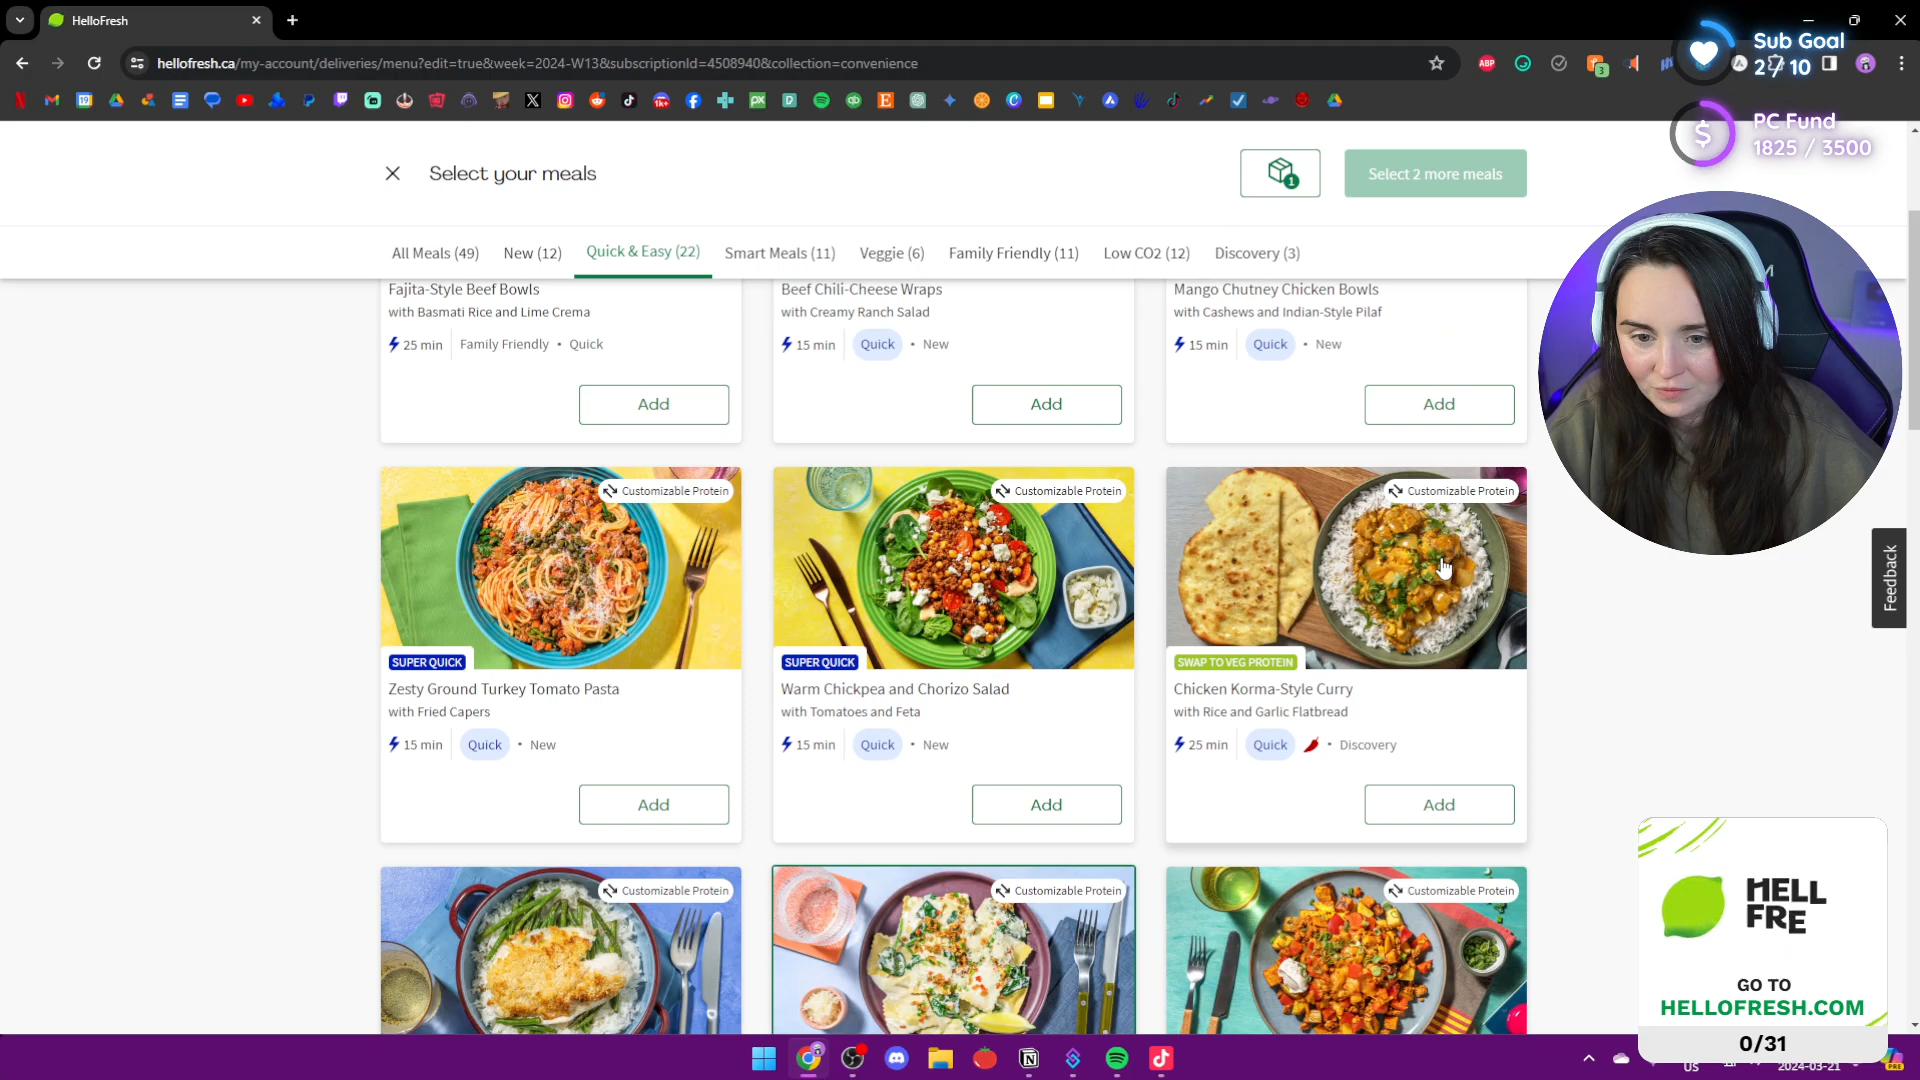 HelloFresh
Sub Goal
2 / 10
hellofresh.ca/my-account/deliveries/menu?edit=true&week=2024-W13&subscriptionId=4508940&collection=convenience
PC Fund
1825 / 3500
Select your meals
1
Select 2 more meals
All Meals (49) New (12) Quick & Easy (22) Smart Meals (11) Veggie (6) Family Friendly (11) Low CO2 (12) Discovery (3)
Fajita-Style Beef Bowls
with Basmati Rice and Lime Crema
25 min Family Friendly • Quick
Add
Beef Chili-Cheese Wraps
with Creamy Ranch Salad
15 min Quick • New
Add
Mango Chutney Chicken Bowls
with Cashews and Indian-Style Pilaf
15 min Quick • New
Add
Customizable Protein
SUPER QUICK
Zesty Ground Turkey Tomato Pasta
with Fried Capers
15 min Quick • New
Add
Customizable Protein
SUPER QUICK
Warm Chickpea and Chorizo Salad
with Tomatoes and Feta
15 min Quick • New
Add
Customizable Protein
SWAP TO VEG PROTEIN
Chicken Korma-Style Curry
with Rice and Garlic Flatbread
25 min Quick • Discovery
Add
Customizable Protein
Customizable Protein
Customizable Protein
Feedback
HELL
FRE
GO TO
HELLOFRESH.COM
0/31
US
2024-03-21